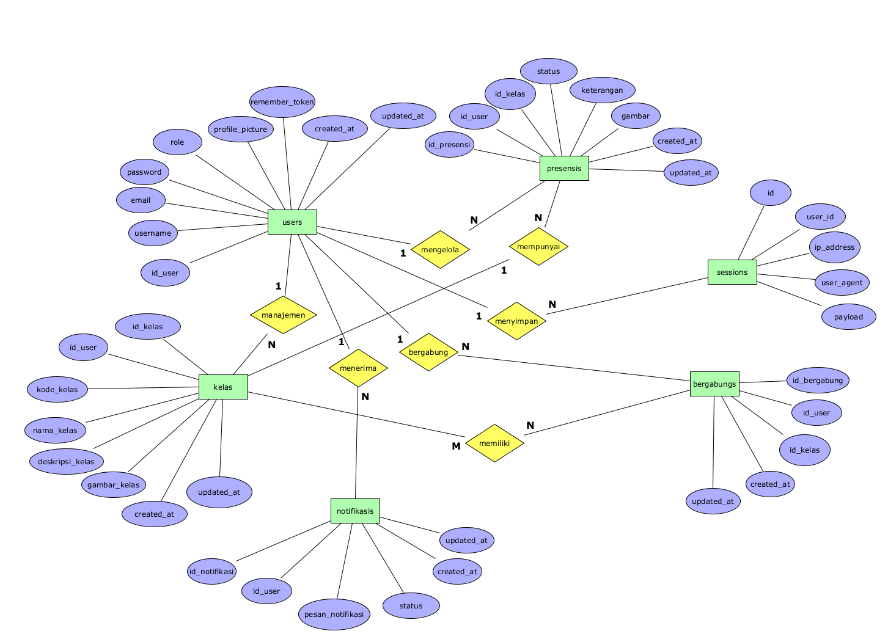 status
id_kelas
keterangan
remember_token
id_user
gambar
profile_picture
created_at
updated_at
role
id_presensi
created_at
presensis
updated_at
password
email
username
users
id_user
N
N
mengelola
1
mempunyai
1
id
user_id
ip_address
sessions
user_agent
payload
1
manajemen
N
N
menyimpan
1
1
menerima
N
1
bergabung
N
id_kelas
id_user
kode_kelas
kelas
nama_kelas
deskripsi_kelas
gambar_kelas
created_at
updated_at
bergabungs
id_bergabung
id_user
id_kelas
created_at
updated_at
N
memiliki
M
notifikasis
updated_at
created_at
id_notifikasi
id_user
pesan_notifikasi
status